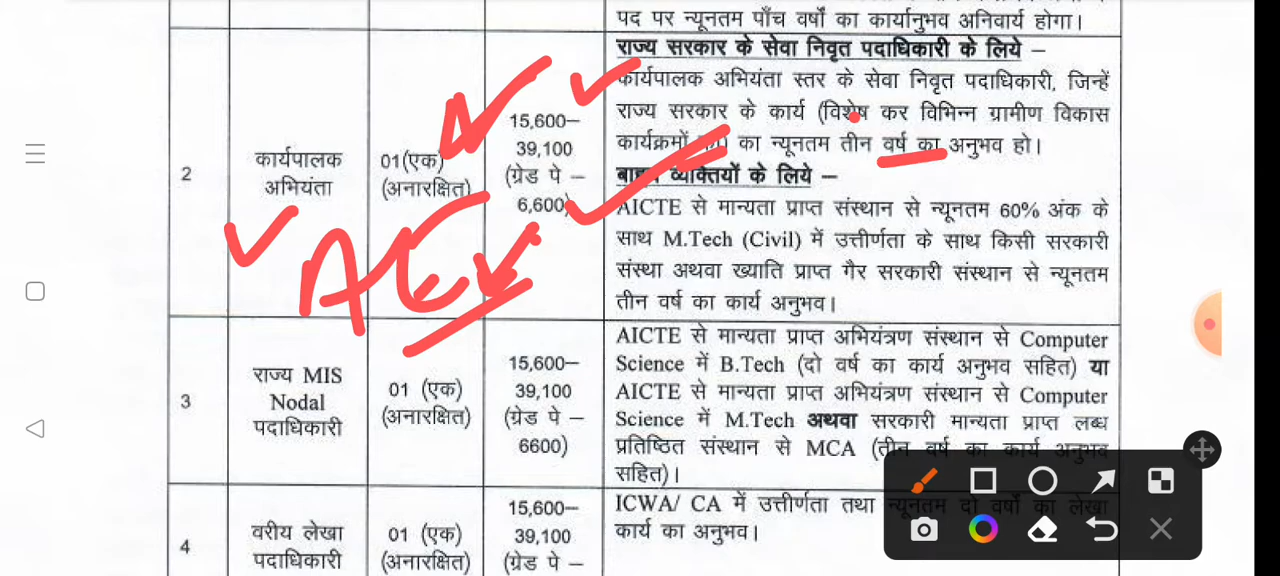 पद पर न्यूनतम पाँच वर्षों का कार्यानुभव अनिवार्य होगा।
2
कार्यपालक
अभियंता
01(एक)
(अनारक्षित)
15,600–
39,100
(ग्रेड पे –
6,600)
राज्य सरकार के सेवा निवृत पदाधिकारी के लिये –
कार्यपालक अभियंता स्तर के सेवा निवृत पदाधिकारी, जिन्हें
राज्य सरकार के कार्य (विशेष कर विभिन्न ग्रामीण विकास
कार्यक्रमों का न्यूनतम तीन वर्ष का अनुभव हो।
व्यक्तियों के लिये –
AICTE से मान्यता प्राप्त संस्थान से न्यूनतम 60% अंक के
साथ M.Tech (Civil) में उत्तीर्णता के साथ किसी सरकारी
संस्था अथवा ख्याति प्राप्त गैर सरकारी संस्थान से न्यूनतम
तीन वर्ष का कार्य अनुभव।
3
राज्य MIS
Nodal
पदाधिकारी
01 (एक)
(अनारक्षित)
15,600–
39,100
(ग्रेड पे –
6600)
AICTE से मान्यता प्राप्त अभियंत्रण संस्थान से Computer
Science में B.Tech (दो वर्ष का कार्य अनुभव सहित) या
AICTE से मान्यता प्राप्त अभियंत्रण संस्थान से Computer
Science में M.Tech अथवा सरकारी मान्यता प्राप्त लब्ध
प्रतिष्ठित संस्थान से MCA (तीन वर्ष का कार्य अनुभव
सहित)।
4
वरीय लेखा
पदाधिकारी
01 (एक)
(अनारक्षित)
15,600–
39,100
(ग्रेड पे –
ICWA/ CA में उत्तीर्णता तथा न्यूनतम दो वर्षों का लेखा
कार्य का अनुभव।